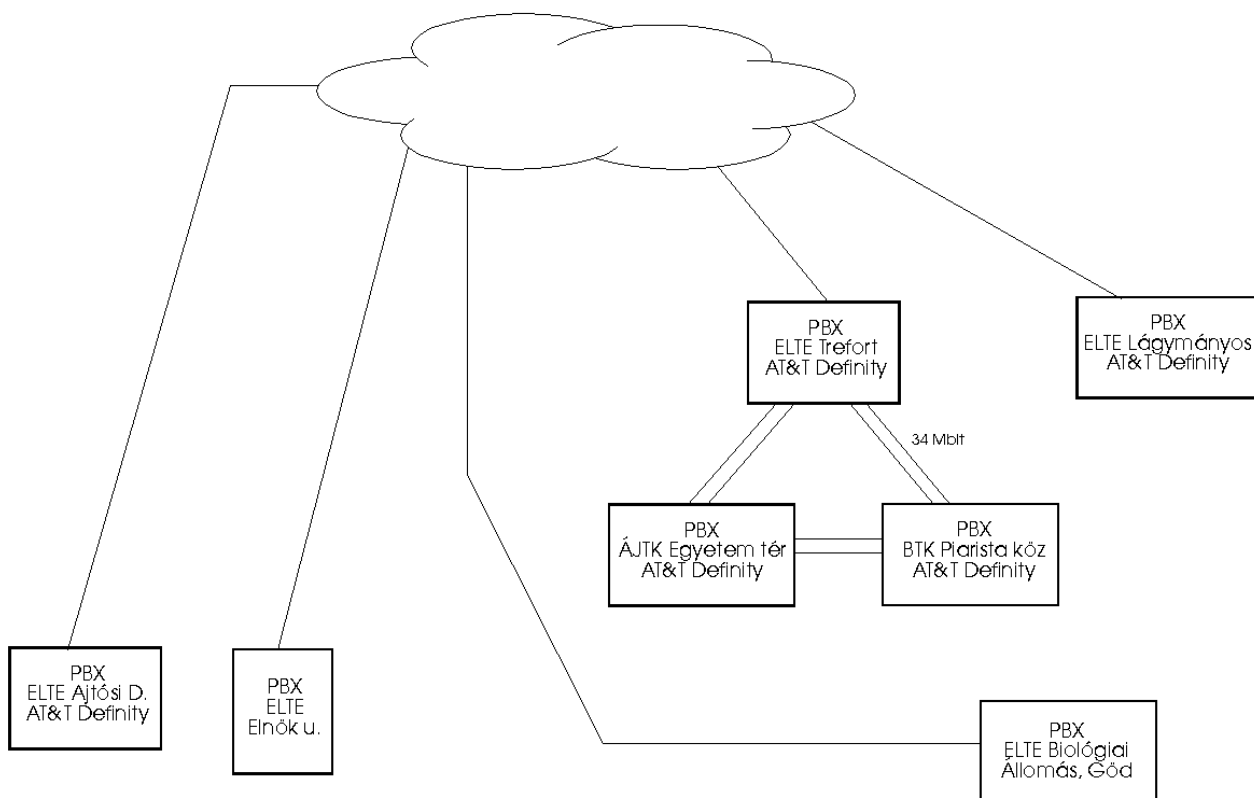 PBX
ELTE Trefort
AT&T Definity
PBX
ELTE Lágymányos
AT&T Definity
34 Mbit
PBX
ÁJTK Egyetem tér
AT&T Definity
PBX
BTK Piarista köz
AT&T Definity
PBX
ELTE Ajtósi D.
AT&T Definity
PBX
ELTE
Elnök u.
PBX
ELTE Biológiai
Állomás, Göd